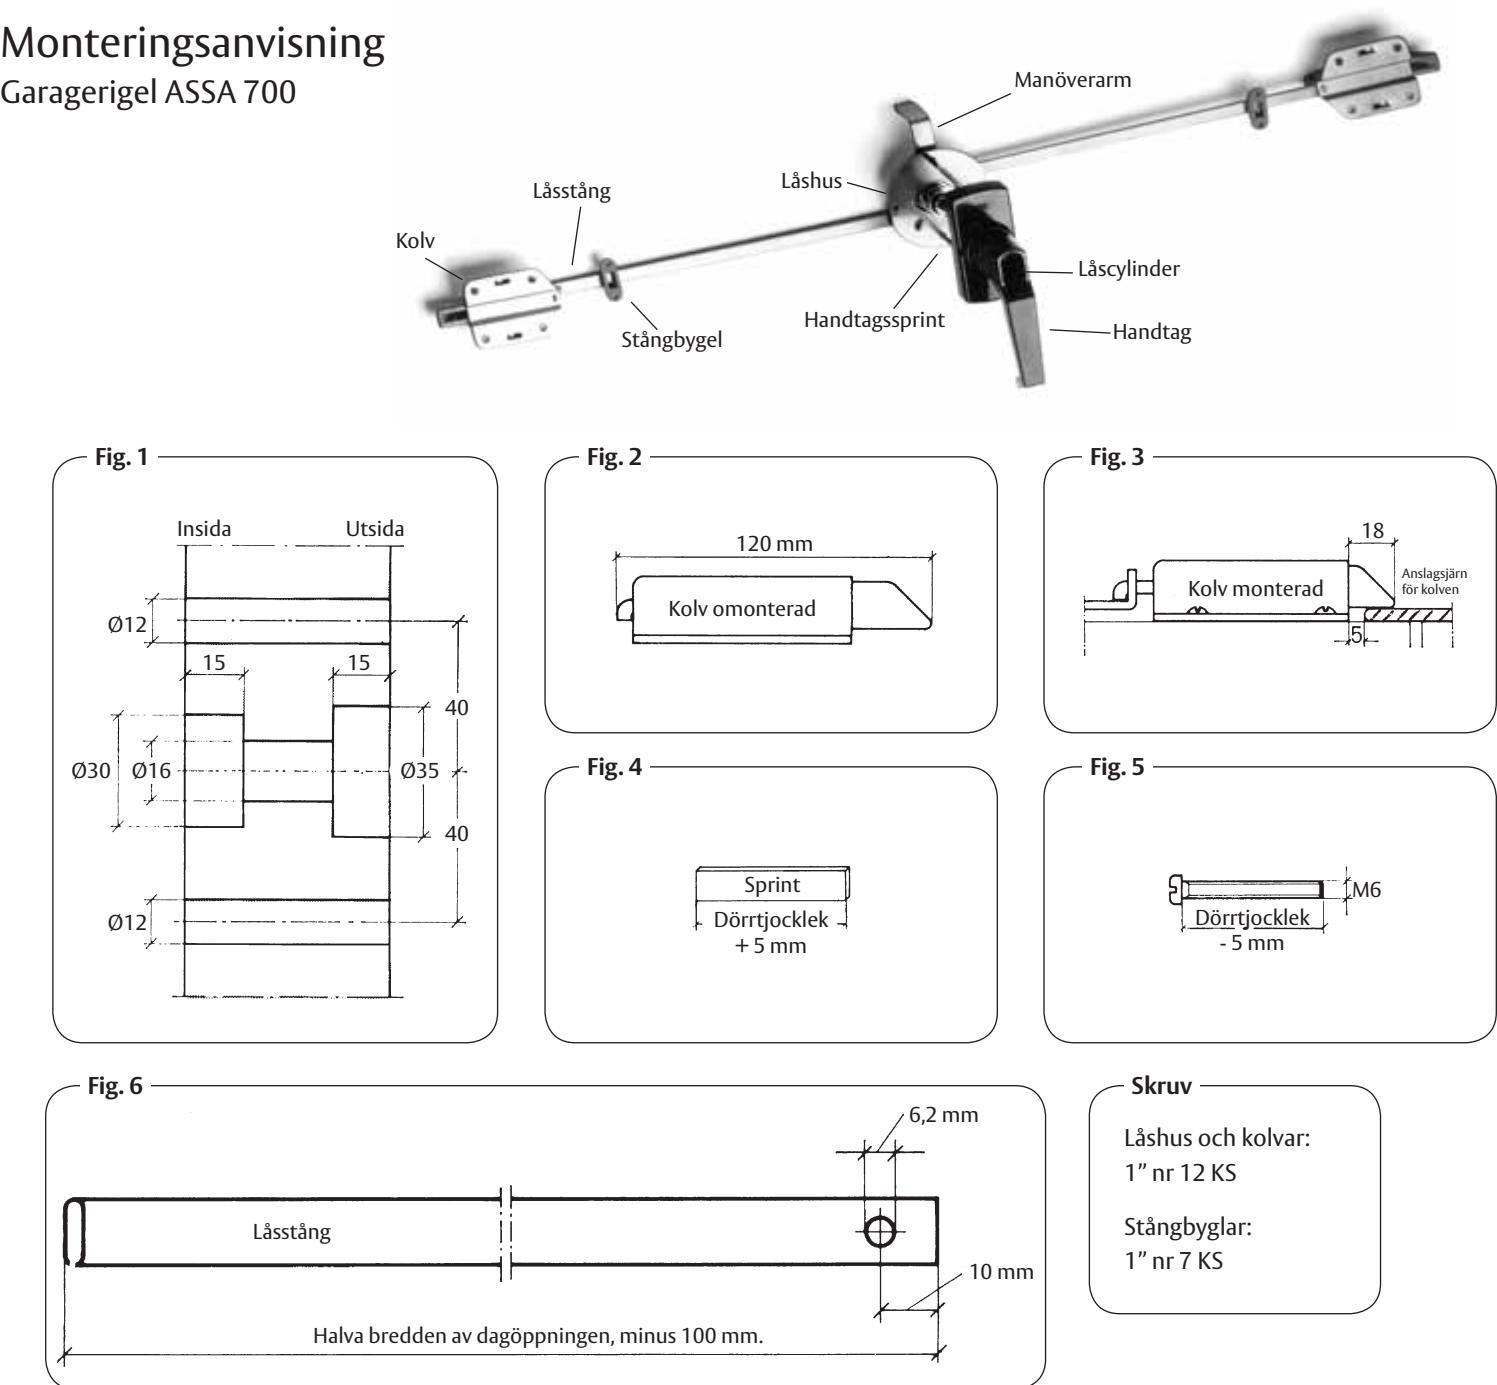 Monteringsanvisning
Garagerigel ASSA 700
Manöverarm
Låshus
Låsstång
Kolv
Låscylinder
Handtagssprint
Stångbygel
Handtag
Fig. 1
Insida
Utsida
Ø12
15
15
40
Ø30
Ø16
Ø35
40
Ø12
Fig. 2
120 mm
Kolv omonterad
Fig. 3
18
Kolv monterad
Anslagsjärn
för kolven
5
Fig. 4
Sprint
Dörrtjocklek
+ 5 mm
Fig. 5
M6
Dörrtjocklek
- 5 mm
Fig. 6
6,2 mm
Låsstång
10 mm
Halva bredden av dagöppningen, minus 100 mm.
Skruv
Låshus och kolvar:
1” nr 12 KS
Stångbyglar:
1” nr 7 KS